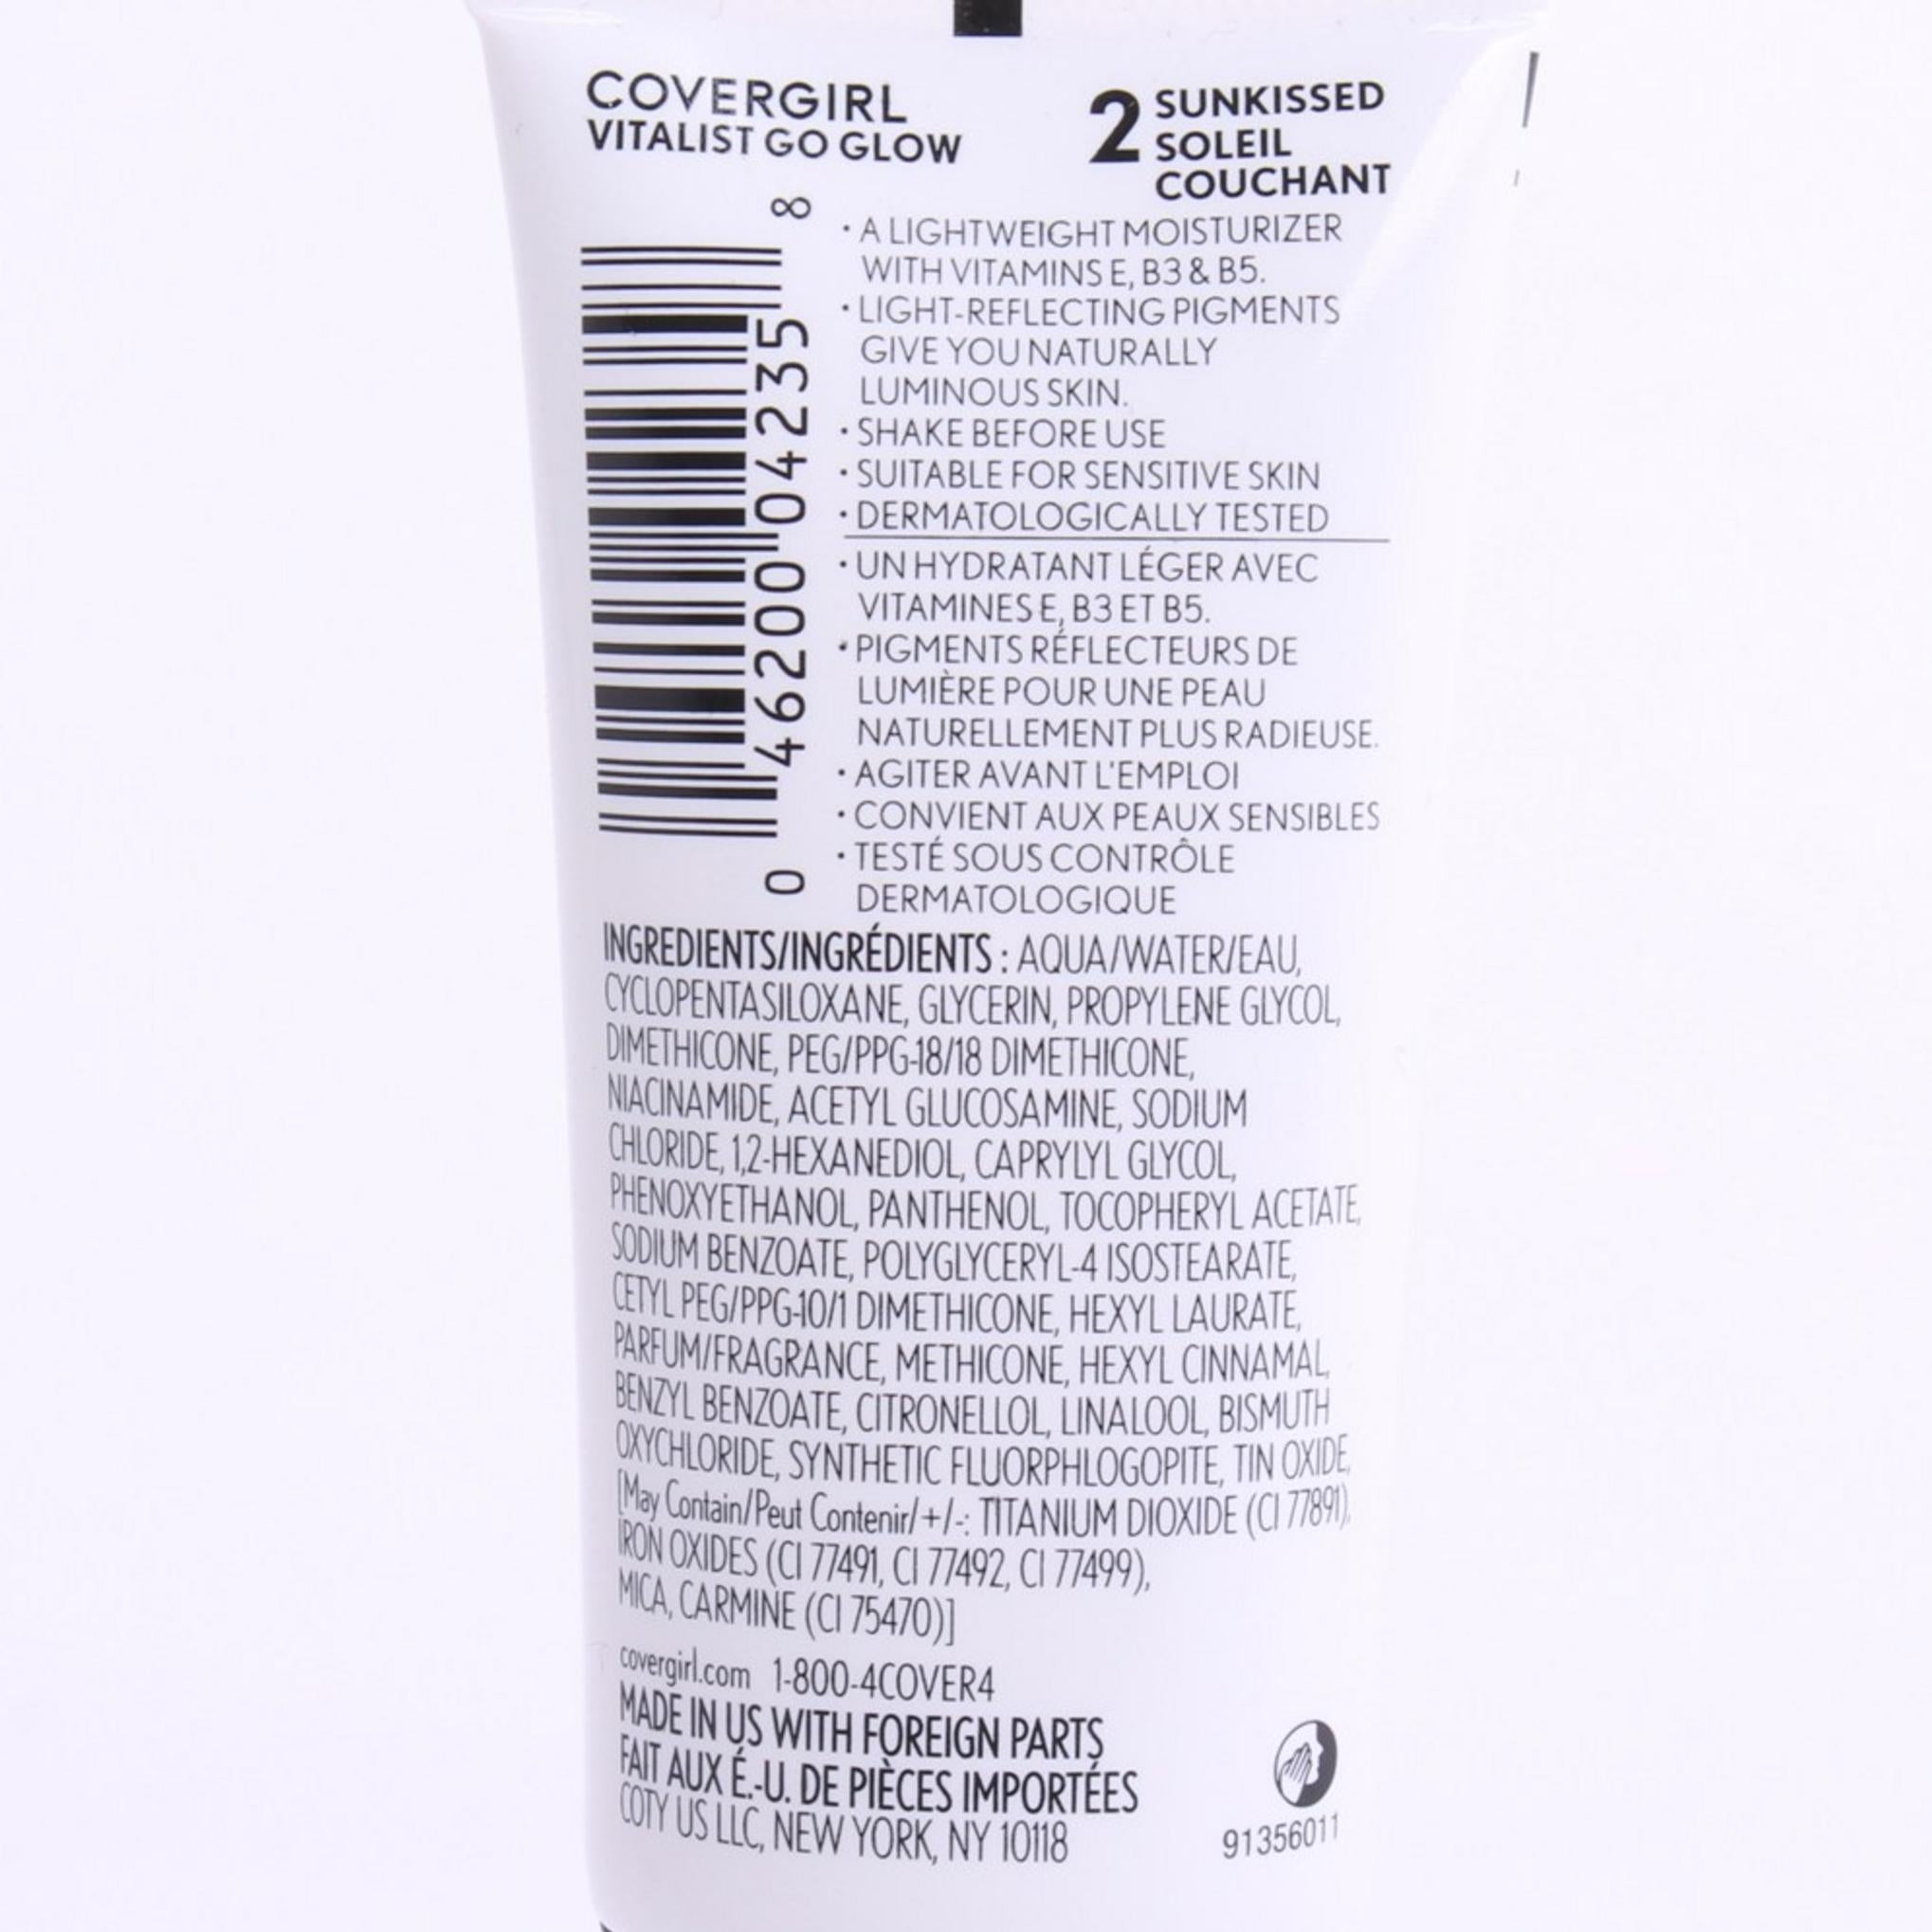 COVERGIRL
VITALIST GO GLOW
2 SUNKISSED
SOLEIL
COUCHANT
· A LIGHTWEIGHT MOISTURIZER
WITH VITAMINS E, B3 & B5.
· LIGHT-REFLECTING PIGMENTS
GIVE YOU NATURALLY
LUMINOUS SKIN.
· SHAKE BEFORE USE
· SUITABLE FOR SENSITIVE SKIN
· DERMATOLOGICALLY TESTED
· UN HYDRATANT LÉGER AVEC
VITAMINES E, B3 ET B5.
· PIGMENTS RÉFLECTEURS DE
LUMIÈRE POUR UNE PEAU
NATURELLEMENT PLUS RADIEUSE.
· AGITER AVANT L'EMPLOI
· CONVIENT AUX PEAUX SENSIBLES
· TESTÉ SOUS CONTRÔLE
DERMATOLOGIQUE
0 46200 04235 8
INGREDIENTS/INGRÉDIENTS : AQUA/WATER/EAU,
CYCLOPENTASILOXANE, GLYCERIN, PROPYLENE GLYCOL,
DIMETHICONE, PEG/PPG-18/18 DIMETHICONE,
NIACINAMIDE, ACETYL GLUCOSAMINE, SODIUM
CHLORIDE, 1,2-HEXANEDIOL, CAPRYLYL GLYCOL,
PHENOXYETHANOL, PANTHENOL, TOCOPHERYL ACETATE,
SODIUM BENZOATE, POLYGLYCERYL-4 ISOSTEARATE,
CETYL PEG/PPG-10/1 DIMETHICONE, HEXYL LAURATE,
PARFUM/FRAGRANCE, METHICONE, HEXYL CINNAMAL,
BENZYL BENZOATE, CITRONELLOL, LINALOOL, BISMUTH
OXYCHLORIDE, SYNTHETIC FLUORPHLOGOPITE, TIN OXIDE,
[May Contain/Peut Contenir/+/-: TITANIUM DIOXIDE (CI 77891),
IRON OXIDES (CI 77491, CI 77492, CI 77499),
MICA, CARMINE (CI 75470)]
covergirl.com 1-800-4COVER4
MADE IN US WITH FOREIGN PARTS
FAIT AUX É.-U. DE PIÈCES IMPORTÉES
COTY US LLC, NEW YORK, NY 10118
91356011